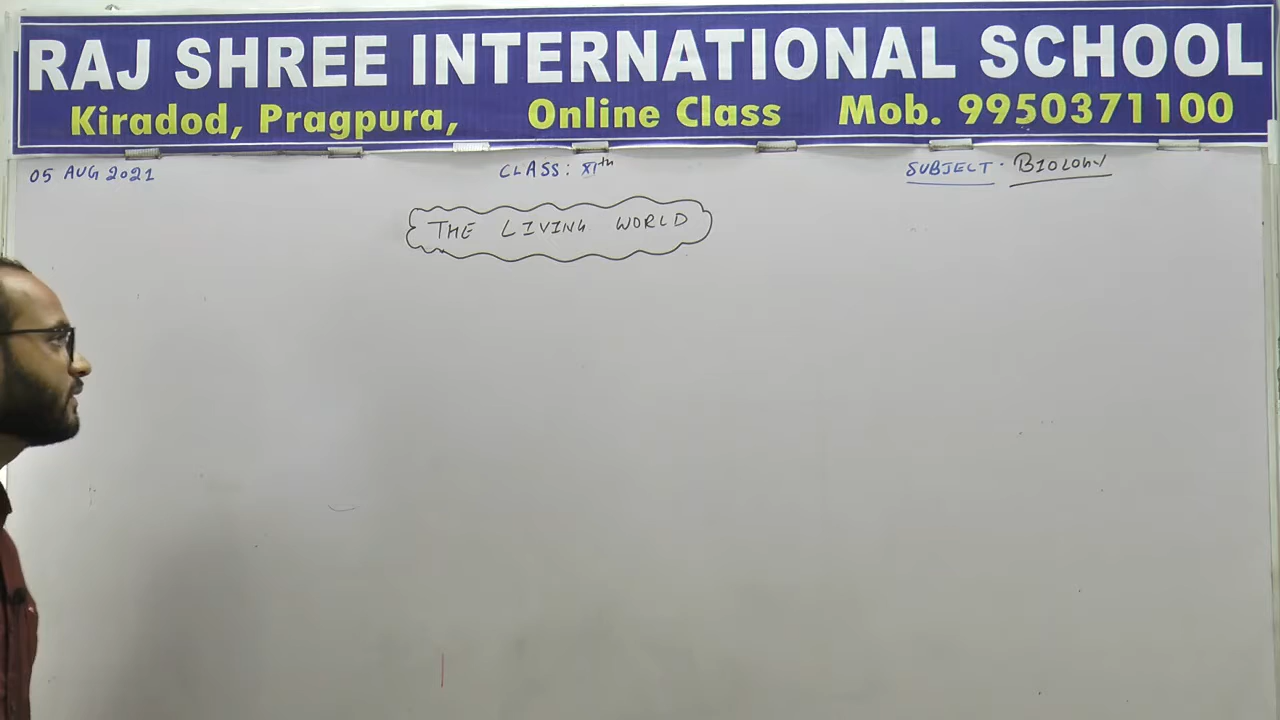 RAJ SHREE INTERNATIONAL SCHOOL
Kiradod, Pragpura, Online Class Mob. 9950371100
05 AUG 2021 CLASS: XIth SUBJECT · BIOLOGY
THE LIVING WORLD